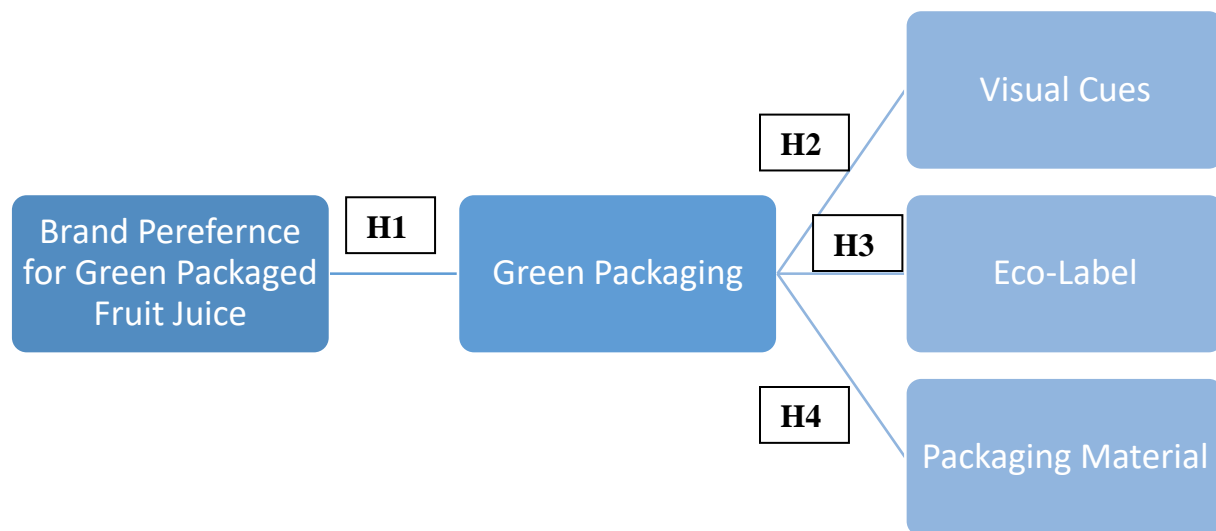 Brand Perefernce
for Green Packaged
Fruit Juice
H1
Green Packaging
H2
H3
H4
Visual Cues
Eco-Label
Packaging Material